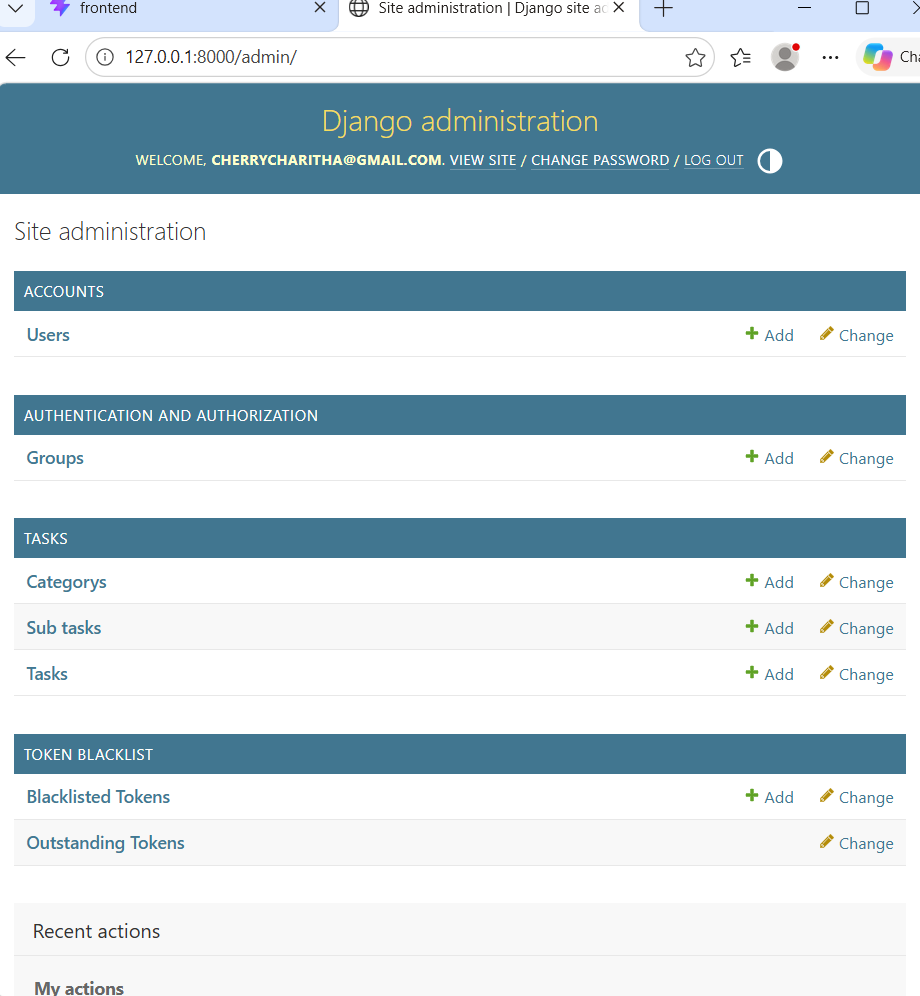 frontend
Site administration | Django site ad
127.0.0.1:8000/admin/
Cha
Django administration
WELCOME, CHERRYCHARITHA@GMAIL.COM. VIEW SITE / CHANGE PASSWORD / LOG OUT
Site administration
ACCOUNTS
Users Add Change
AUTHENTICATION AND AUTHORIZATION
Groups Add Change
TASKS
Categorys Add Change
Sub tasks Add Change
Tasks Add Change
TOKEN BLACKLIST
Blacklisted Tokens Add Change
Outstanding Tokens Change
Recent actions
My actions